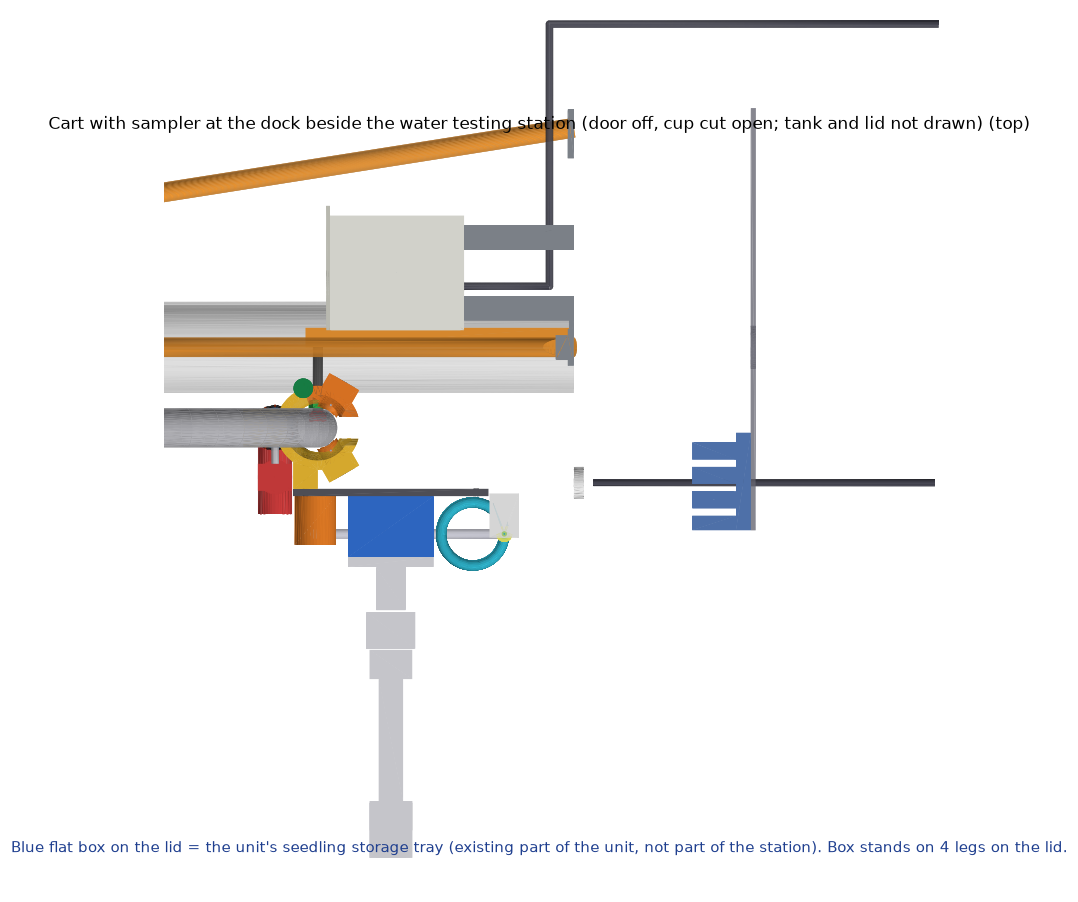 Cart with sampler at the dock beside the water testing station (door off, cup cut open; tank and lid not drawn) (top)
Blue flat box on the lid = the unit's seedling storage tray (existing part of the unit, not part of the station). Box stands on 4 legs on the lid.